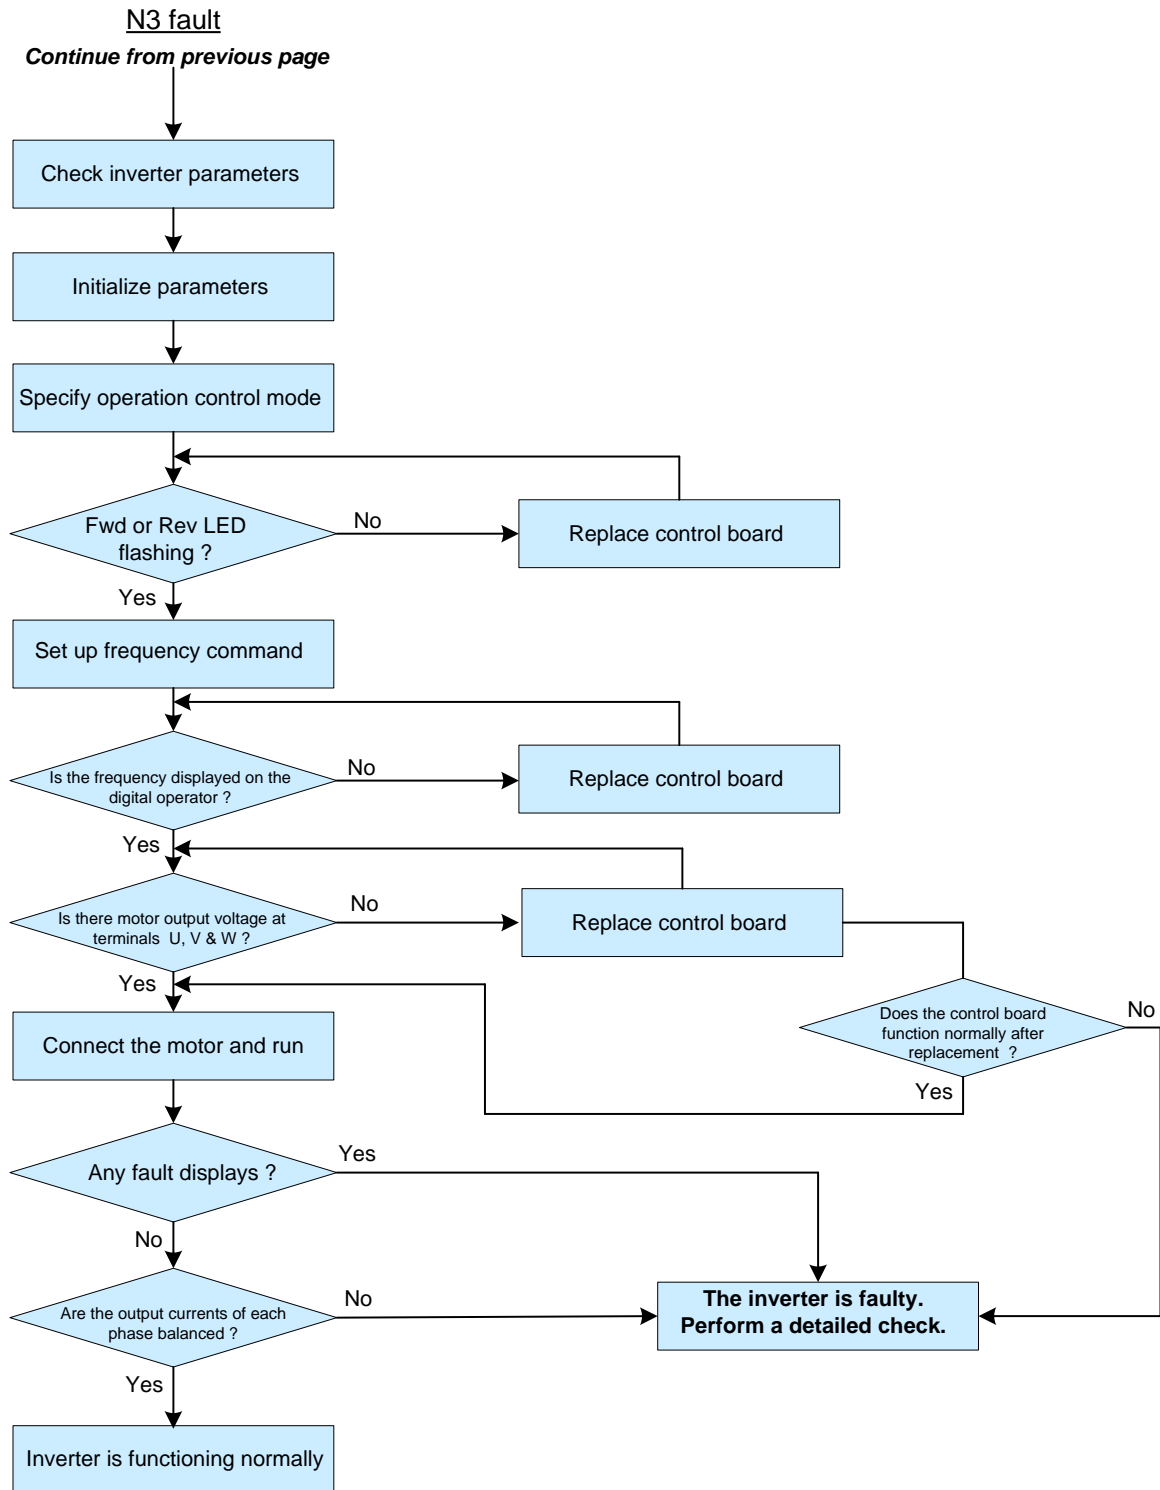 N3 fault
Continue from previous page
Check inverter parameters
Initialize parameters
Specify operation control mode
Fwd or Rev LED
flashing ?
No
Replace control board
Yes
Set up frequency command
Is the frequency displayed on the
digital operator ?
No
Replace control board
Yes
Is there motor output voltage at
terminals U, V & W ?
No
Replace control board
Yes
Does the control board
function normally after
replacement ?
No
Yes
Connect the motor and run
Any fault displays ?
Yes
No
Are the output currents of each
phase balanced ?
No
The inverter is faulty.
Perform a detailed check.
Yes
Inverter is functioning normally